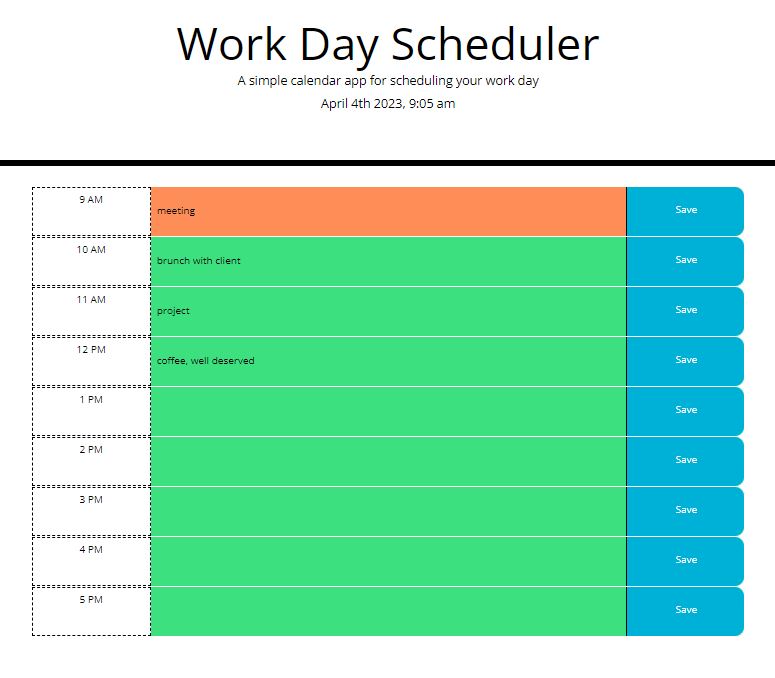 Work Day Scheduler
A simple calendar app for scheduling your work day
April 4th 2023, 9:05 am
9 AM meeting Save
10 AM brunch with client Save
11 AM project Save
12 PM coffee, well deserved Save
1 PM Save
2 PM Save
3 PM Save
4 PM Save
5 PM Save